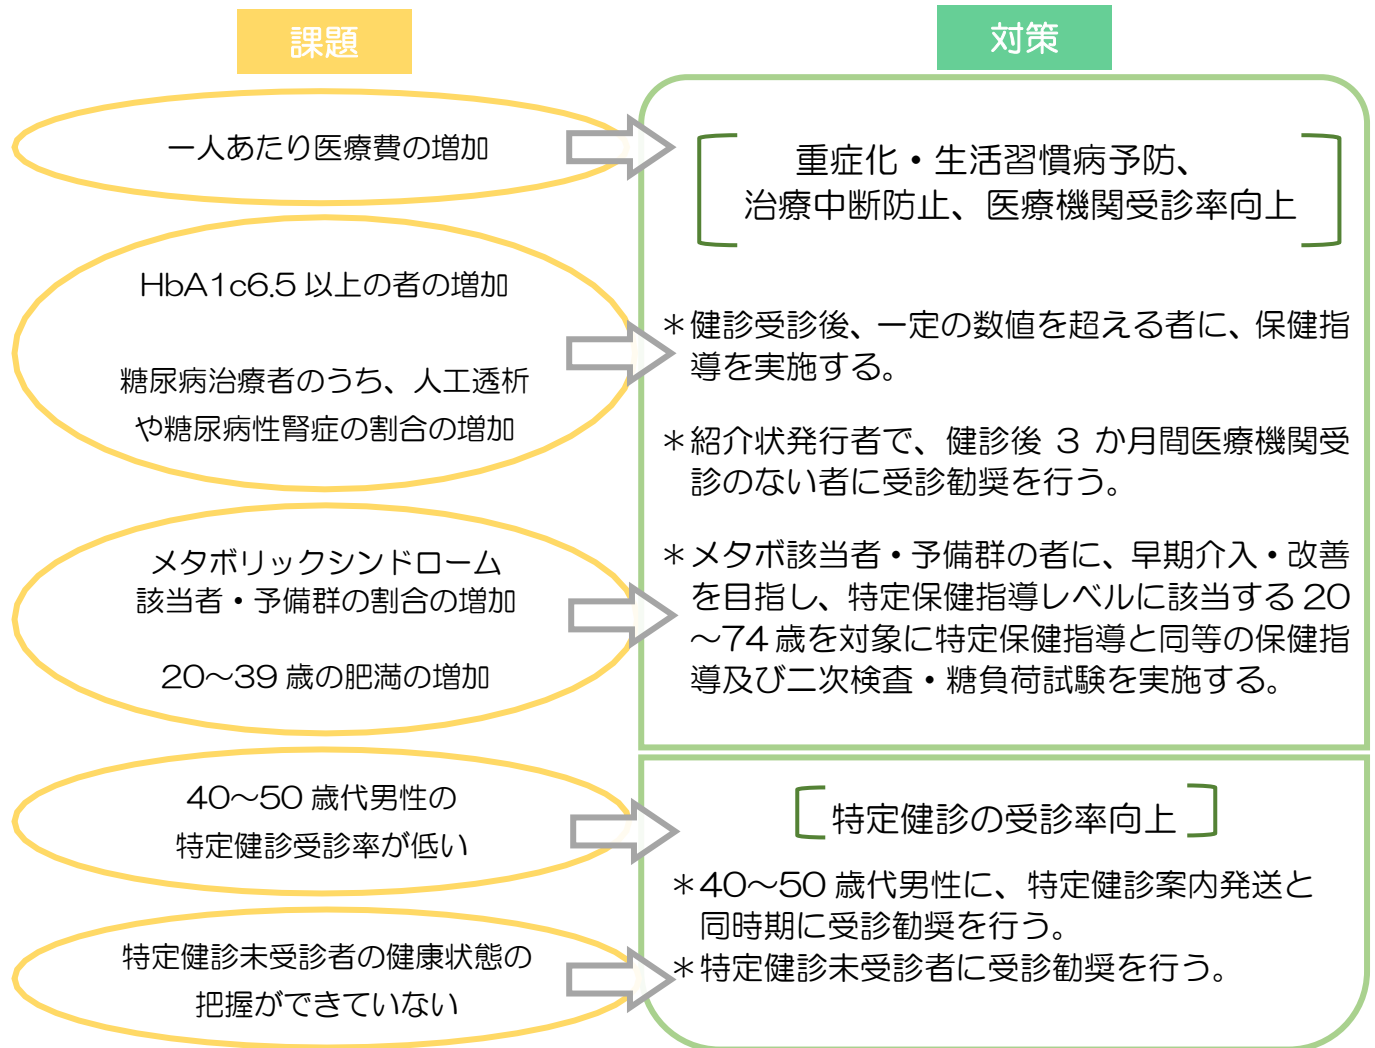 課題
対策
一人あたり医療費の増加
HbA1c6.5 以上の者の増加
糖尿病治療者のうち、人工透析
や糖尿病性腎症の割合の増加
メタボリックシンドローム
該当者・予備群の割合の増加
20～39 歳の肥満の増加
重症化・生活習慣病予防、
治療中断防止、医療機関受診率向上
＊健診受診後、一定の数値を超える者に、保健指
導を実施する。
＊紹介状発行者で、健診後 3 か月間医療機関受
診のない者に受診勧奨を行う。
＊メタボ該当者・予備群の者に、早期介入・改善
を目指し、特定保健指導レベルに該当する 20
～74 歳を対象に特定保健指導と同等の保健指
導及び二次検査・糖負荷試験を実施する。
40～50 歳代男性の
特定健診受診率が低い
特定健診未受診者の健康状態の
把握ができていない
特定健診の受診率向上
＊40～50 歳代男性に、特定健診案内発送と
同時期に受診勧奨を行う。
＊特定健診未受診者に受診勧奨を行う。